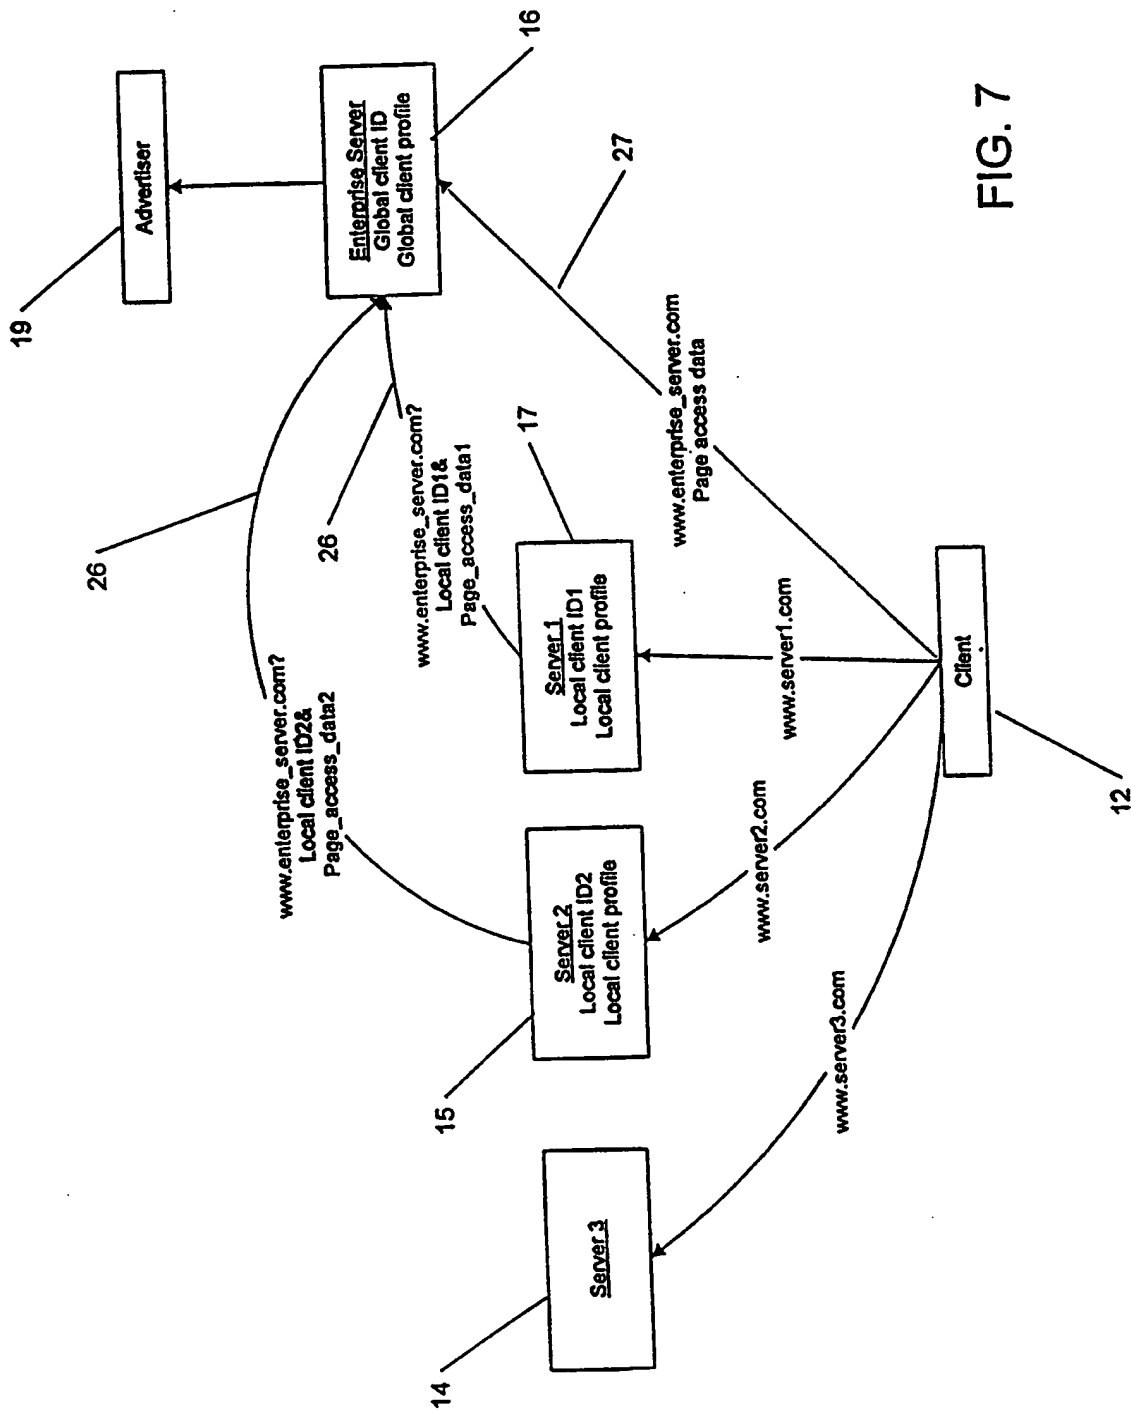 19
Advertiser
16
Enterprise Server
Global client ID
Global client profile
26
26
27
www.enterprise_server.com?
Local client ID2&
Page_access_data2
www.enterprise_server.com?
Local client ID1&
Page_access_data1
www.enterprise_server.com
Page access data
14
Server 3
15
Server 2
Local client ID2
Local client profile
17
Server 1
Local client ID1
Local client profile
www.server3.com
www.server2.com
www.server1.com
12
Client
FIG. 7